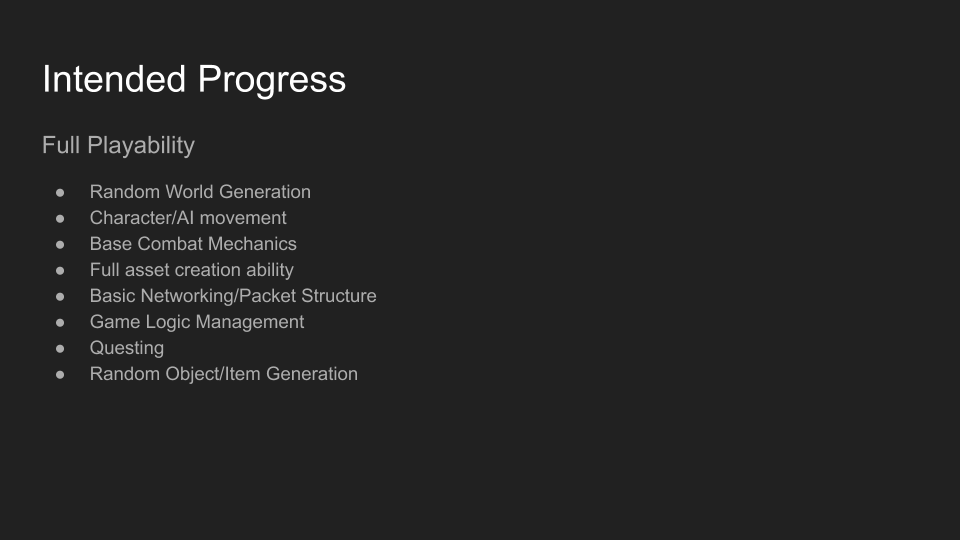 Intended Progress
Full Playability
● Random World Generation
● Character/AI movement
● Base Combat Mechanics
● Full asset creation ability
● Basic Networking/Packet Structure
● Game Logic Management
● Questing
● Random Object/Item Generation